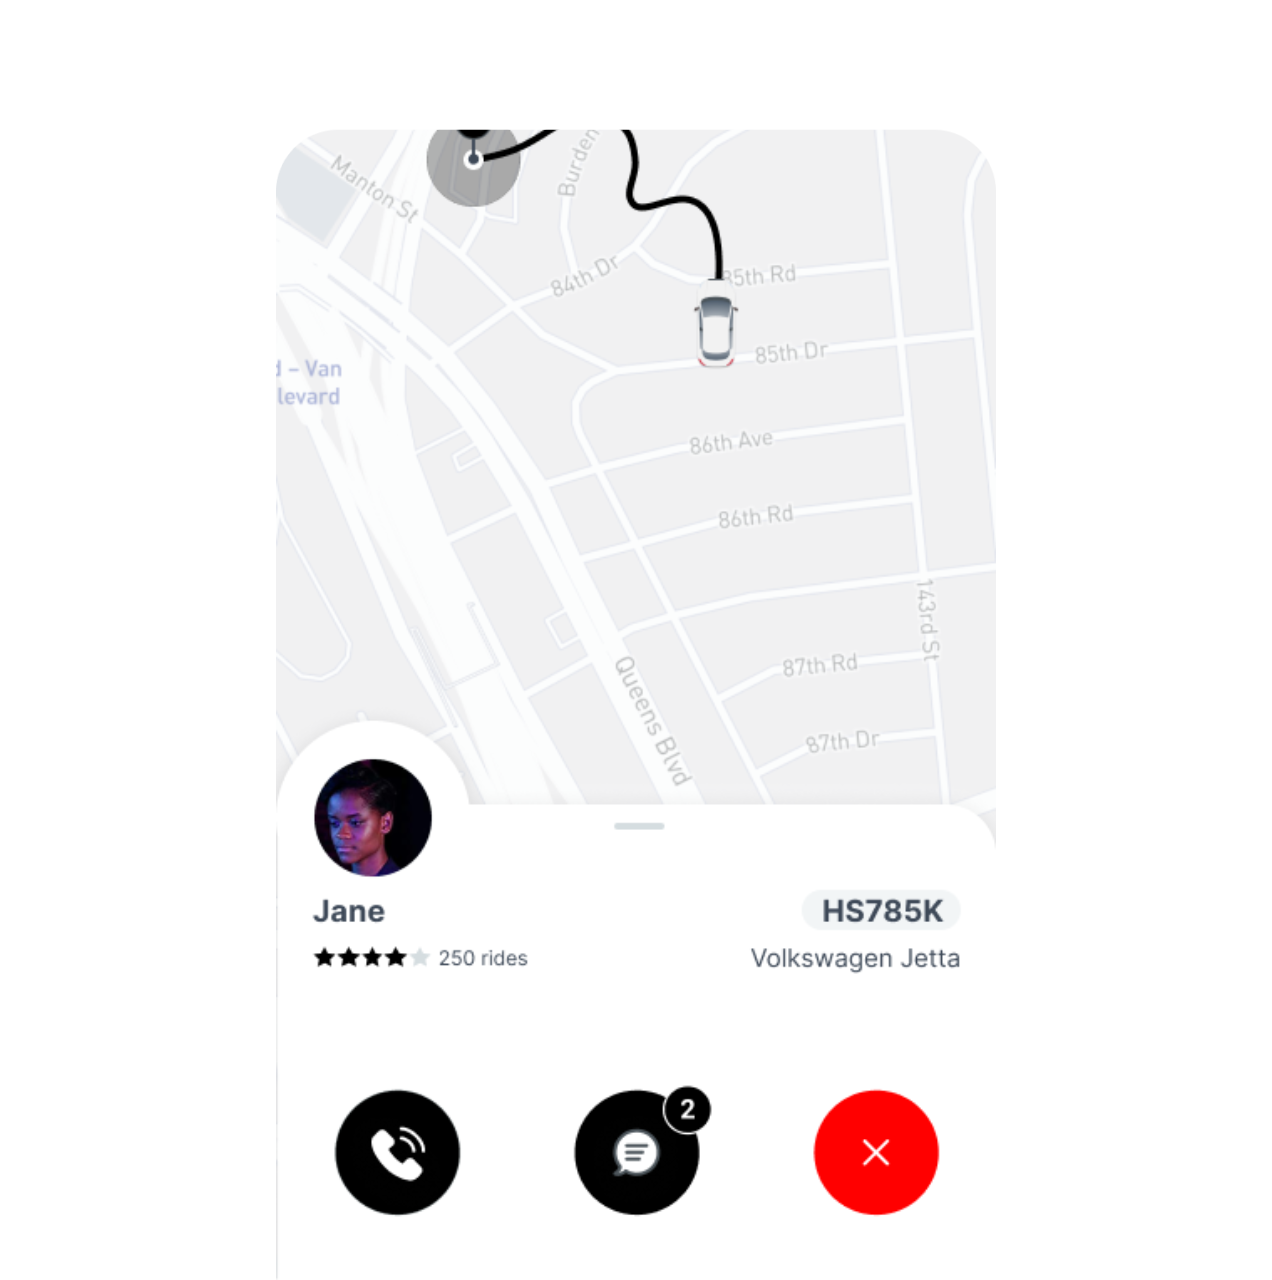 Manton St
Burden
84th Dr
85th Rd
85th Dr
d – Van
levard
86th Ave
86th Rd
143rd St
87th Rd
Queens Blvd
87th Dr
Jane
HS785K
250 rides
Volkswagen Jetta
2